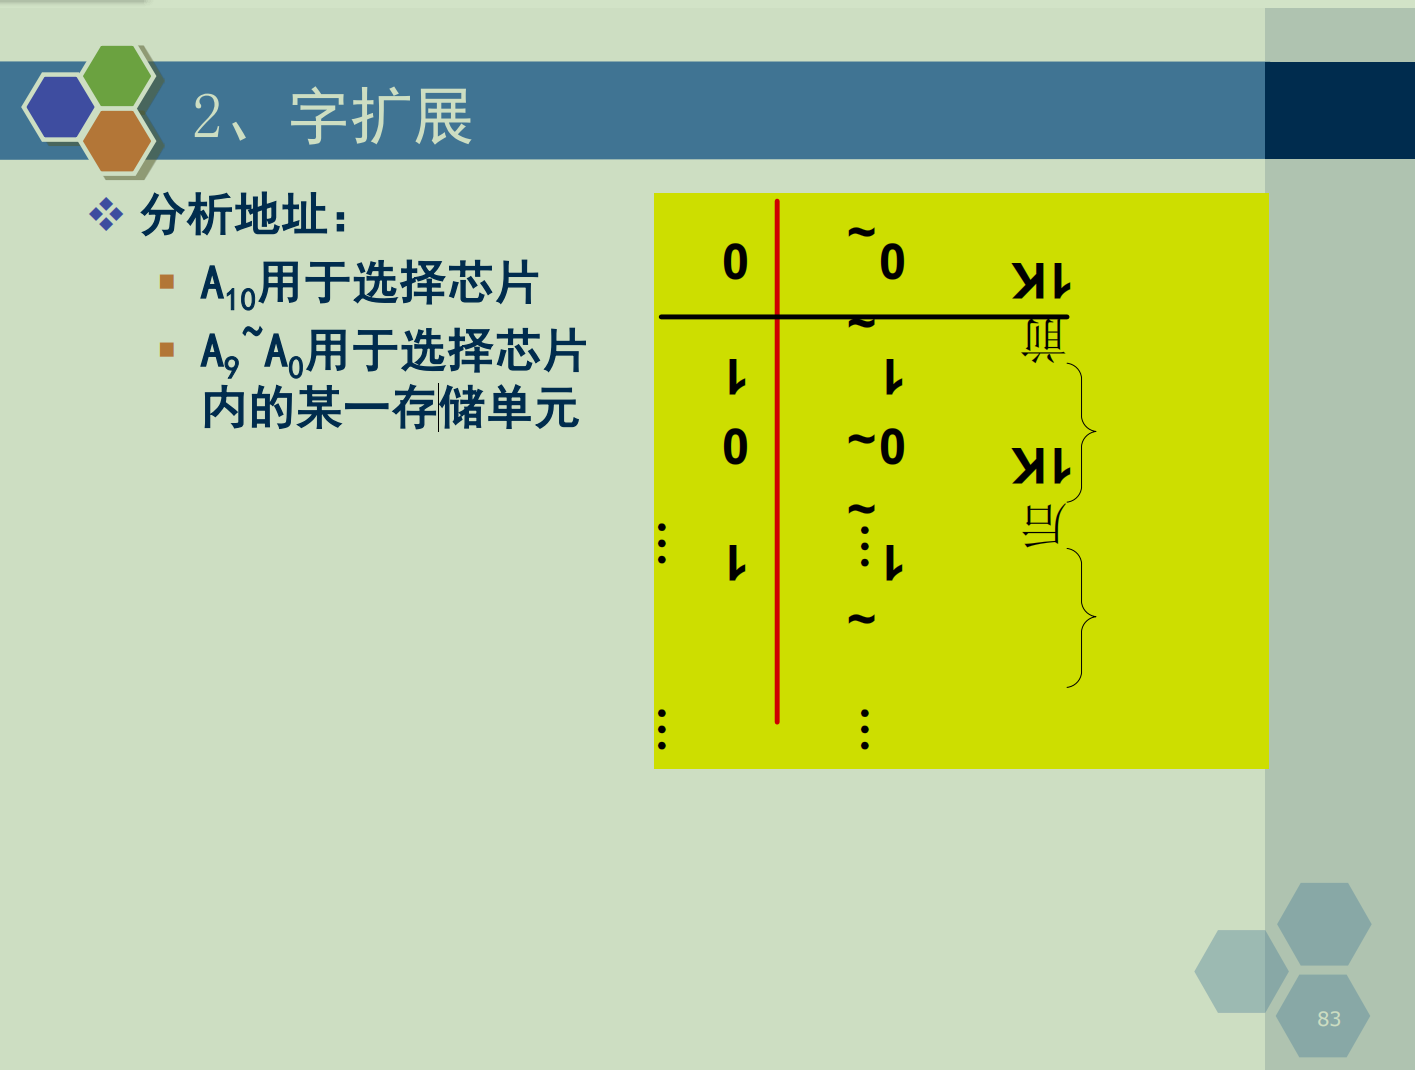 2、字扩展
分析地址：
A10用于选择芯片
A9~A0用于选择芯片
内的某一存储单元
~
0 0 1K
~ 前
1 1
0 ~0 1K
~ 后
⋮ 1 ⋮ 1
~
⋮ ⋮
83